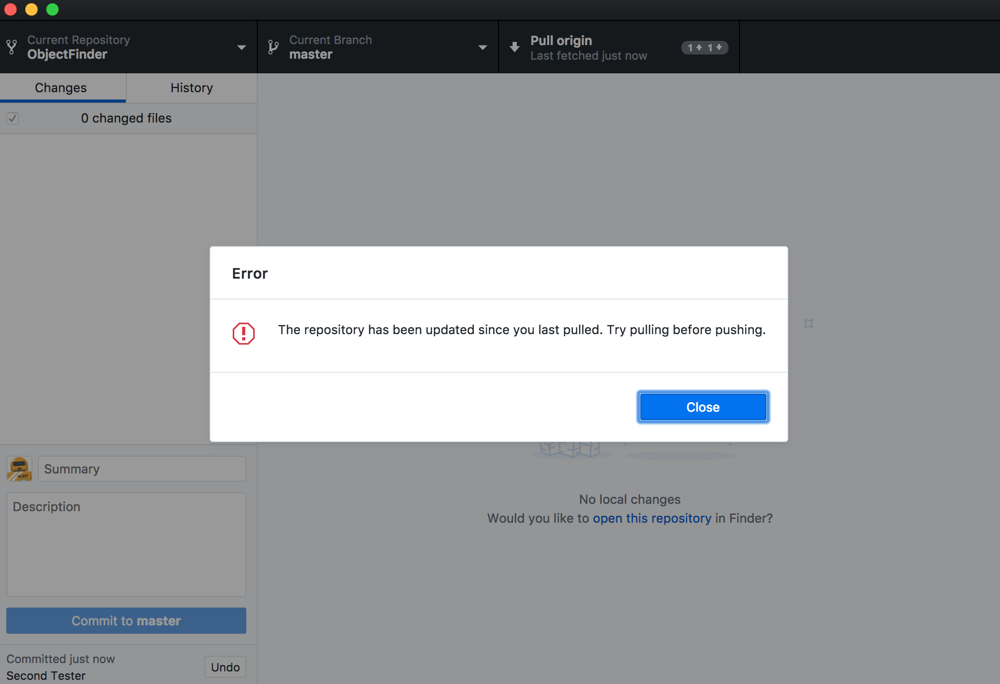 Current Repository
ObjectFinder
Current Branch
master
Pull origin
Last fetched just now
1 1
Changes
History
0 changed files
Error
The repository has been updated since you last pulled. Try pulling before pushing.
Close
Summary
Description
No local changes
Would you like to open this repository in Finder?
Commit to master
Committed just now
Second Tester
Undo